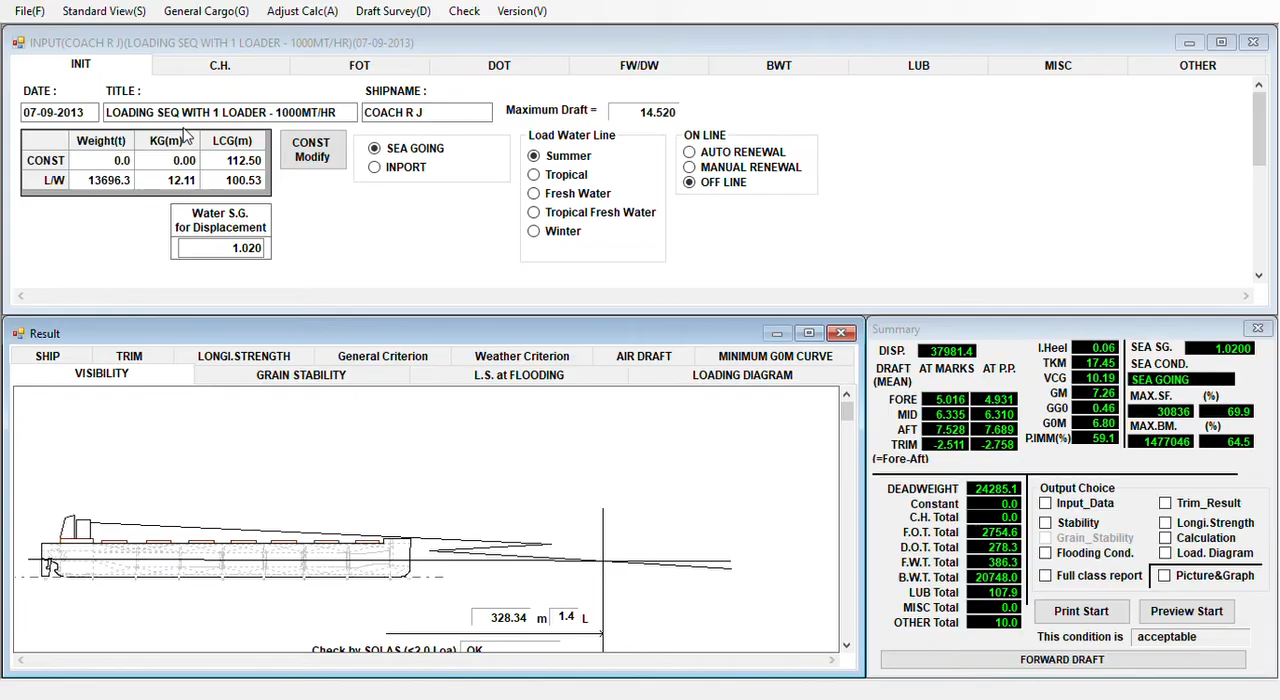 File(F) Standard View(S) General Cargo(G) Adjust Calc(A) Draft Survey(D) Check Version(V)
INPUT(COACH R J)(LOADING SEQ WITH 1 LOADER - 1000MT/HR)(07-09-2013)
INIT C.H. FOT DOT FW/DW BWT LUB MISC OTHER
DATE : TITLE : SHIPNAME :
07-09-2013 LOADING SEQ WITH 1 LOADER - 1000MT/HR COACH R J Maximum Draft = 14.520
Weight(t) KG(m) LCG(m)
CONST 0.0 0.00 112.50
L/W 13696.3 12.11 100.53
CONST
Modify
SEA GOING
INPORT
Load Water Line
Summer
Tropical
Fresh Water
Tropical Fresh Water
Winter
ON LINE
AUTO RENEWAL
MANUAL RENEWAL
OFF LINE
Water S.G.
for Displacement
1.020
Result
SHIP TRIM LONGI.STRENGTH General Criterion Weather Criterion AIR DRAFT MINIMUM G0M CURVE
VISIBILITY GRAIN STABILITY L.S. at FLOODING LOADING DIAGRAM
328.34 m 1.4 L
Check by SOLAS (<2.0 Loa) OK
Summary
DISP. 37981.4
DRAFT AT MARKS AT P.P.
(MEAN)
FORE 5.016 4.931
MID 6.335 6.310
AFT 7.528 7.689
TRIM -2.511 -2.758
(=Fore-Aft)
I.Heel 0.06
TKM 17.45
VCG 10.19
GM 7.26
GG0 0.46
G0M 6.80
P.IMM(%) 59.1
SEA SG. 1.0200
SEA COND.
SEA GOING
MAX.SF. (%)
30836 69.9
MAX.BM. (%)
1477046 64.5
DEADWEIGHT 24285.1
Constant 0.0
C.H. Total 0.0
F.O.T. Total 2754.6
D.O.T. Total 278.3
F.W.T. Total 386.3
B.W.T. Total 20748.0
LUB Total 107.9
MISC Total 0.0
OTHER Total 10.0
Output Choice
Input_Data Trim_Result
Stability Longi.Strength
Grain_Stability Calculation
Flooding Cond. Load. Diagram
Full class report Picture&Graph
Print Start Preview Start
This condition is acceptable
FORWARD DRAFT